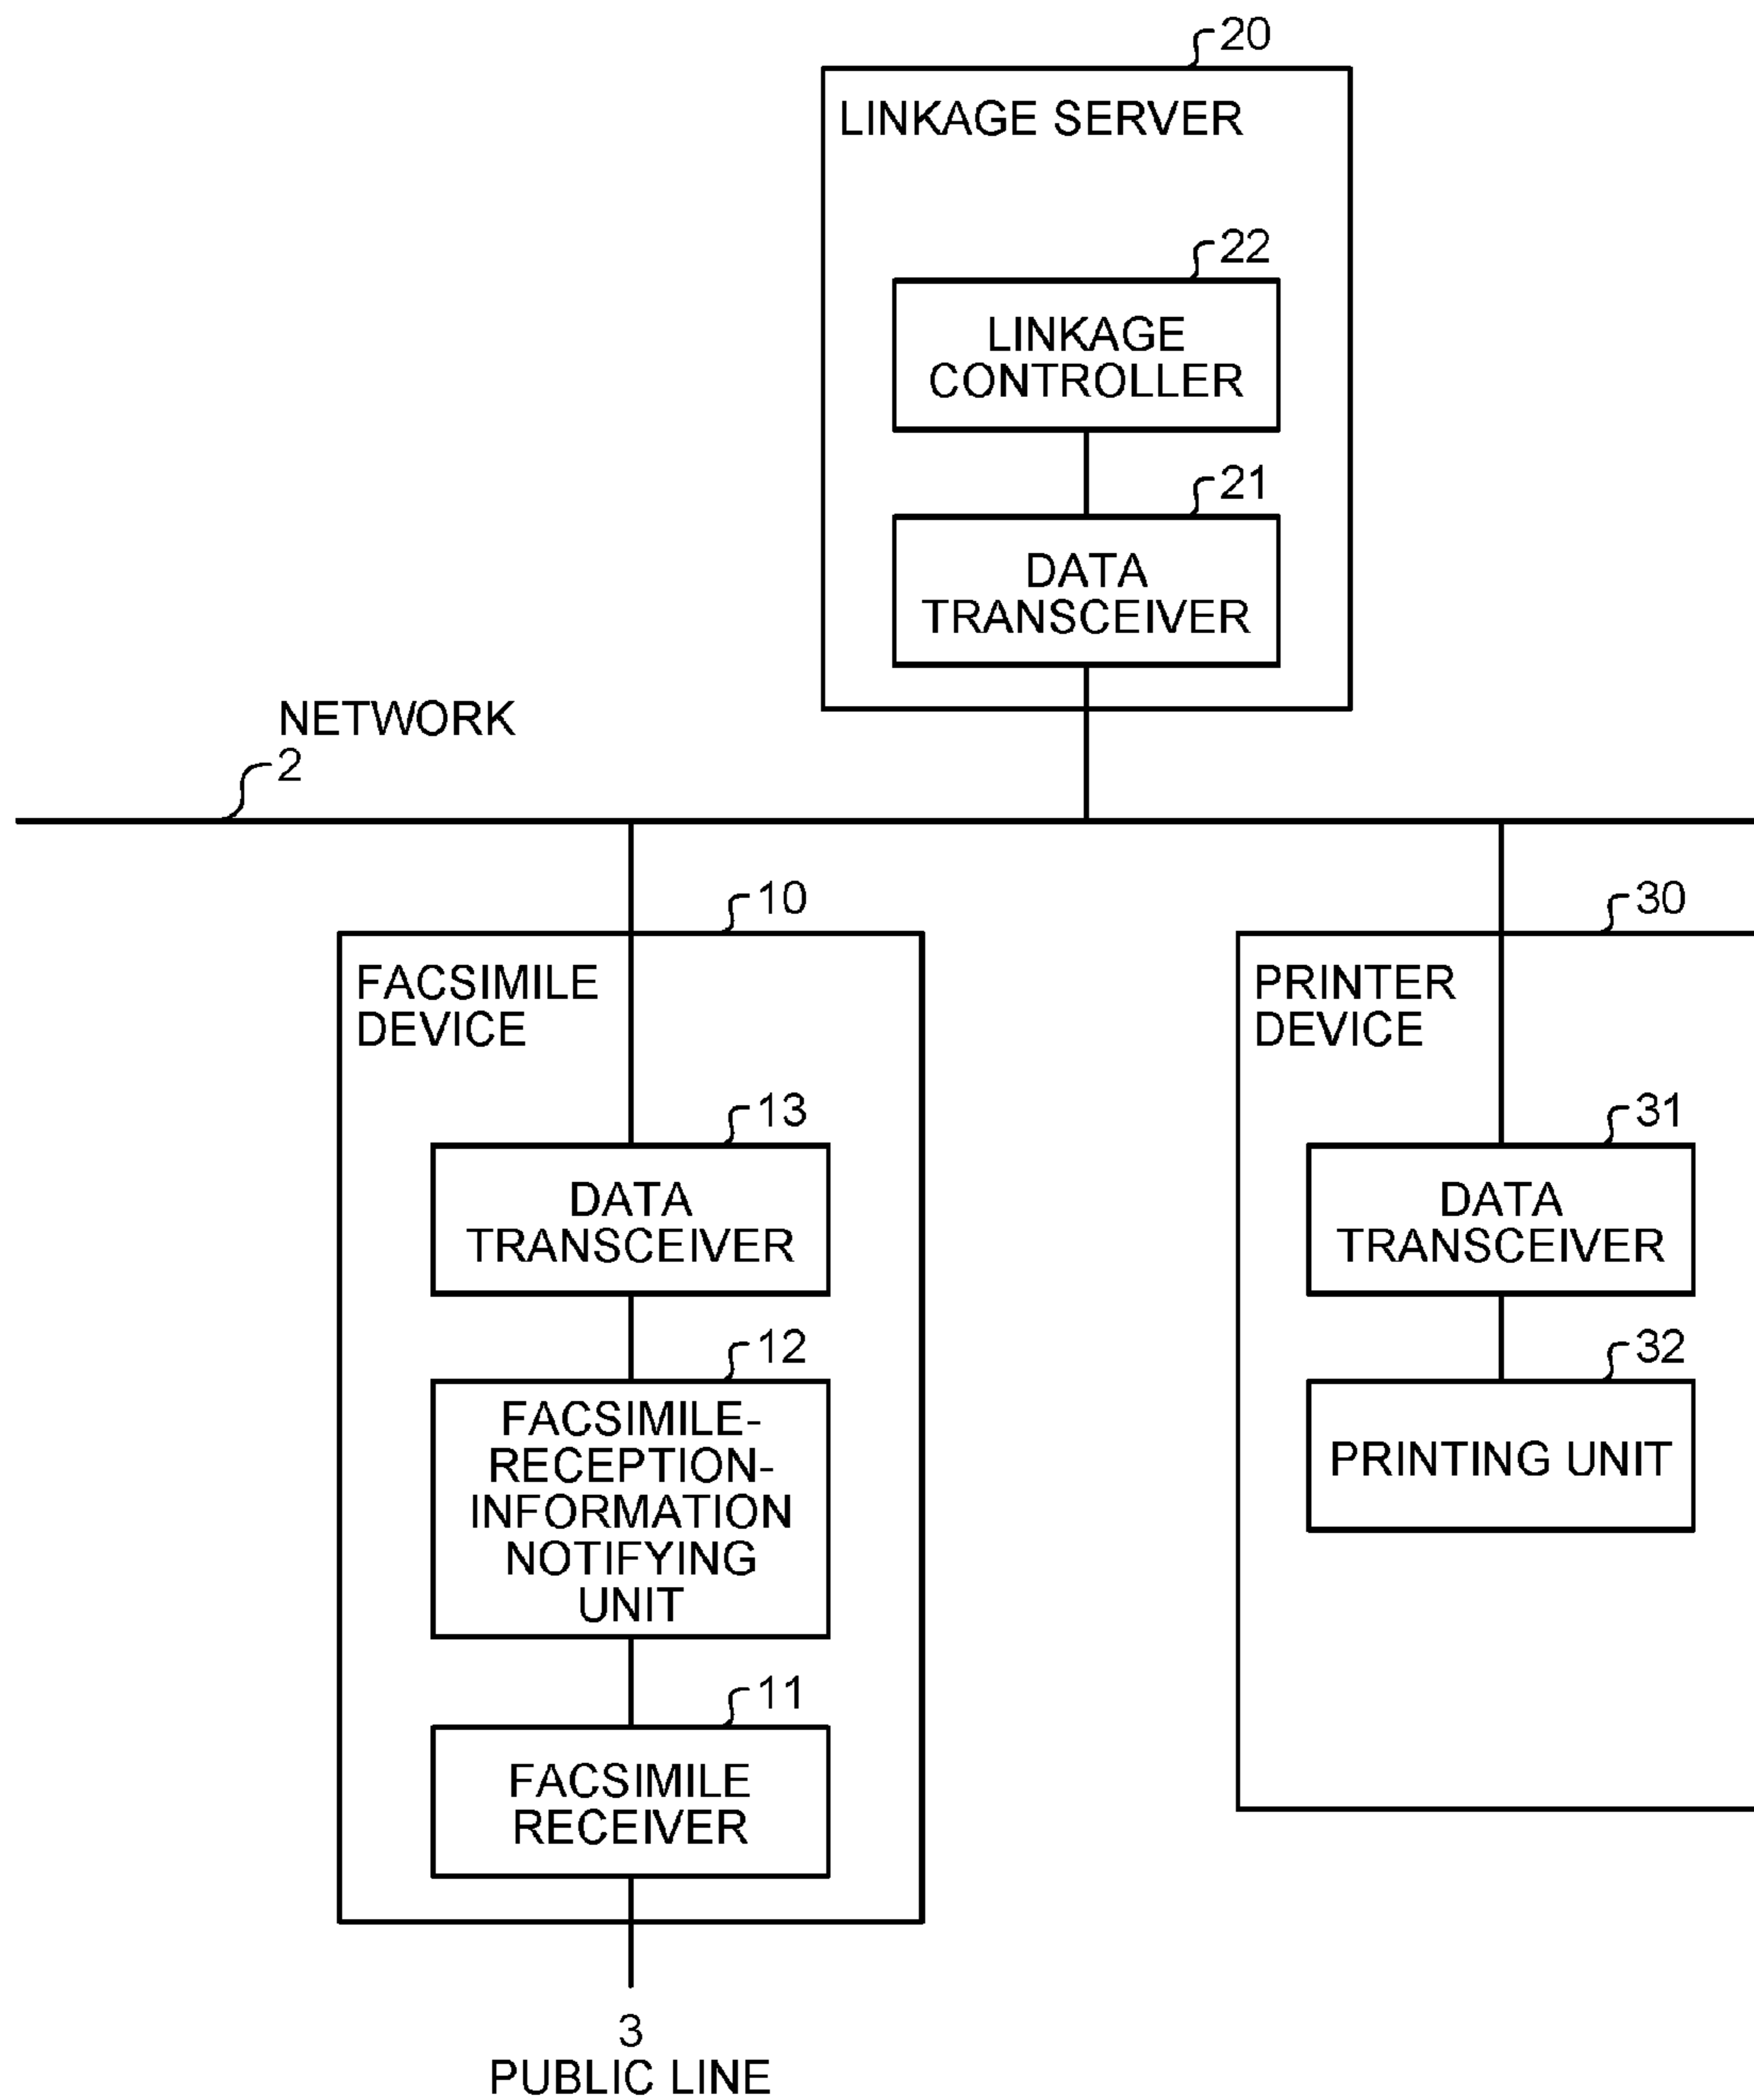 20
LINKAGE SERVER
22
LINKAGE
CONTROLLER
21
DATA
TRANSCEIVER
NETWORK
2
10
FACSIMILE
DEVICE
13
DATA
TRANSCEIVER
12
FACSIMILE-
RECEPTION-
INFORMATION
NOTIFYING
UNIT
11
FACSIMILE
RECEIVER
3
PUBLIC LINE
30
PRINTER
DEVICE
31
DATA
TRANSCEIVER
32
PRINTING UNIT